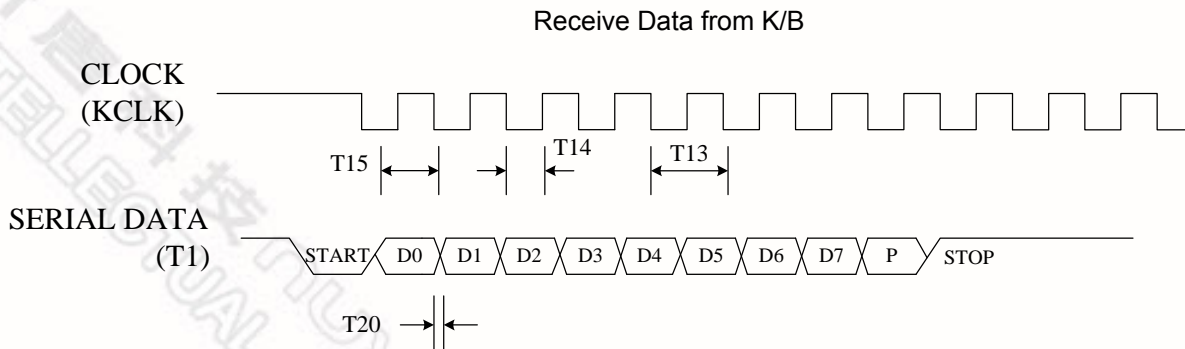 Receive Data from K/B
CLOCK
(KCLK)
T15
T14
T13
SERIAL DATA
(T1)
START
D0
D1
D2
D3
D4
D5
D6
D7
P
STOP
T20